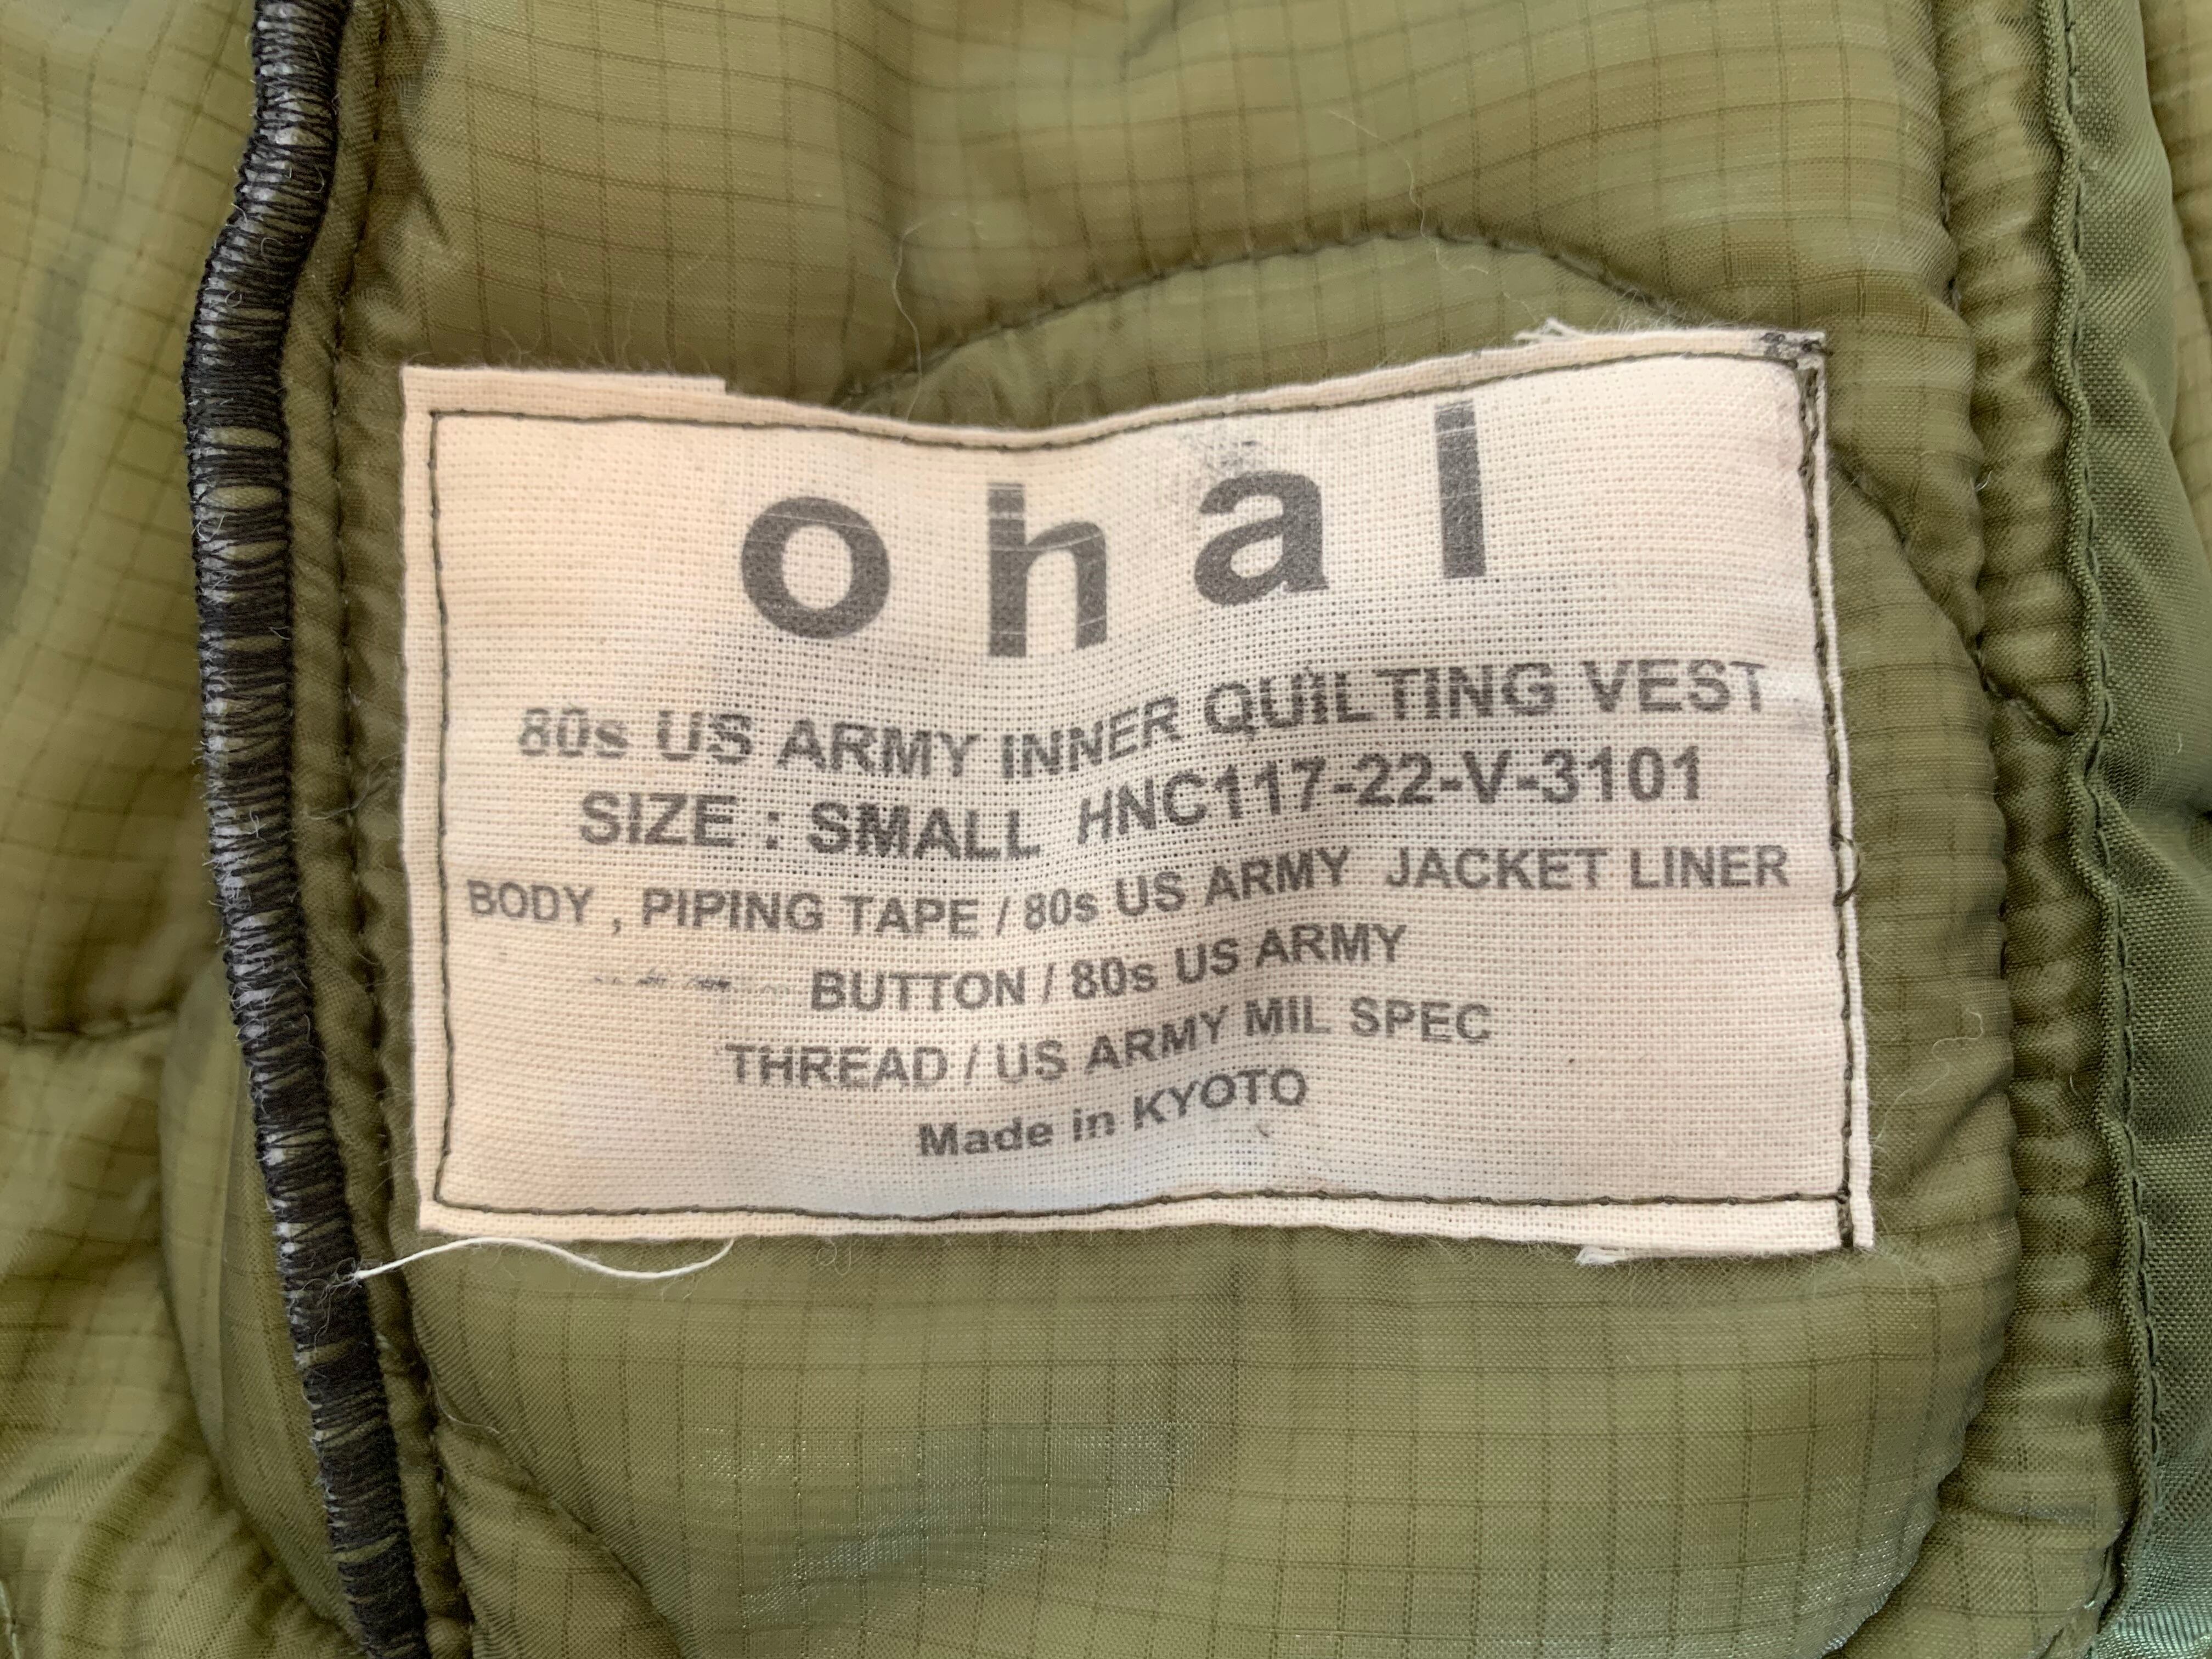 ohal
80s US ARMY INNER QUILTING VEST
SIZE : SMALL HNC117-22-V-3101
BODY , PIPING TAPE / 80s US ARMY JACKET LINER
BUTTON / 80s US ARMY
THREAD / US ARMY MIL SPEC
Made in KYOTO